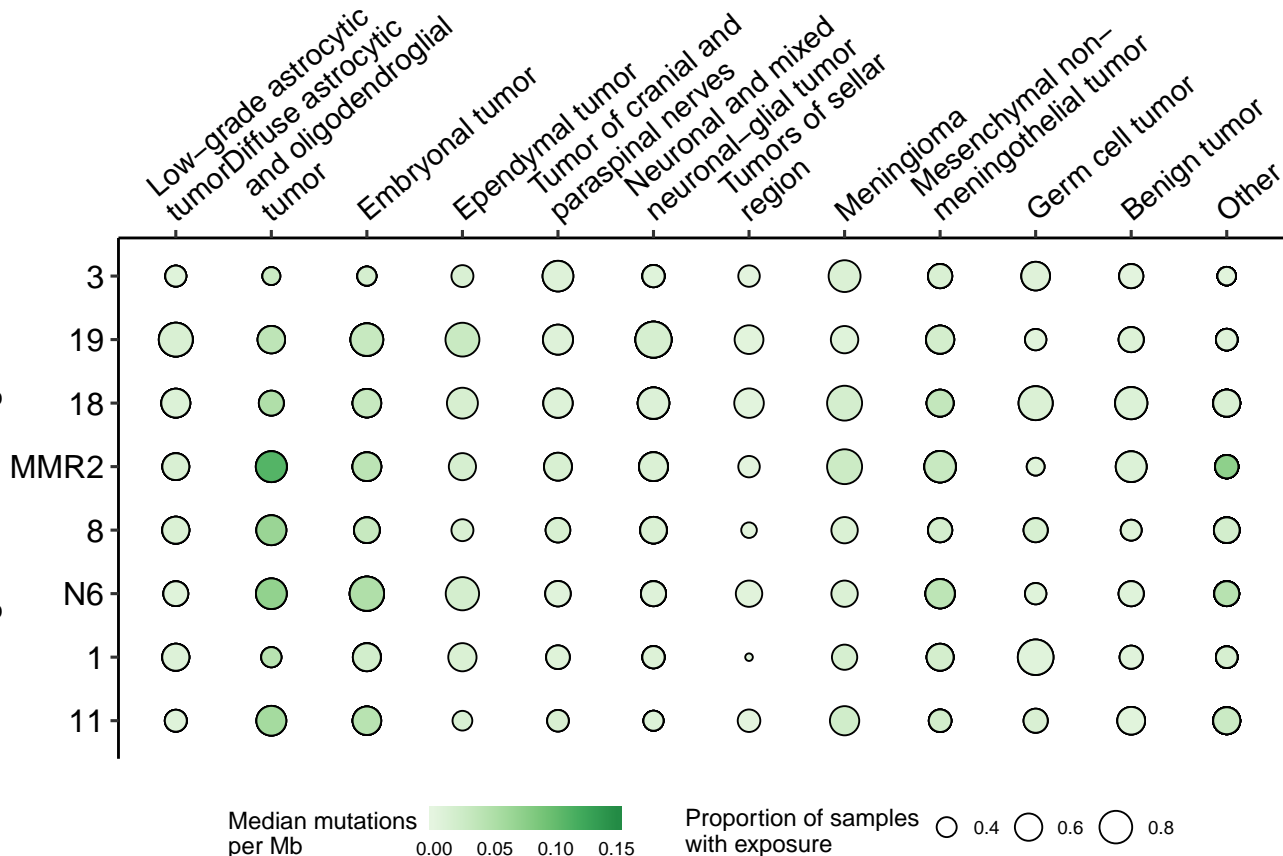 Low–grade astrocytic
tumor
Diffuse astrocytic
and oligodendroglial
tumor
Embryonal tumor
Ependymal tumor
Tumor of cranial and
paraspinal nerves
Neuronal and mixed
neuronal–glial tumor
Tumors of sellar
region
Meningioma
Mesenchymal non–
meningothelial tumor
Germ cell tumor
Benign tumor
Other
3
19
18
MMR2
8
N6
1
11
Median mutations
per Mb
0.00 0.05 0.10 0.15
Proportion of samples
with exposure
0.4 0.6 0.8